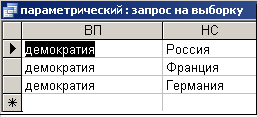 параметрический : запрос на выборку
ВП НС
демократия Россия
демократия Франция
демократия Германия